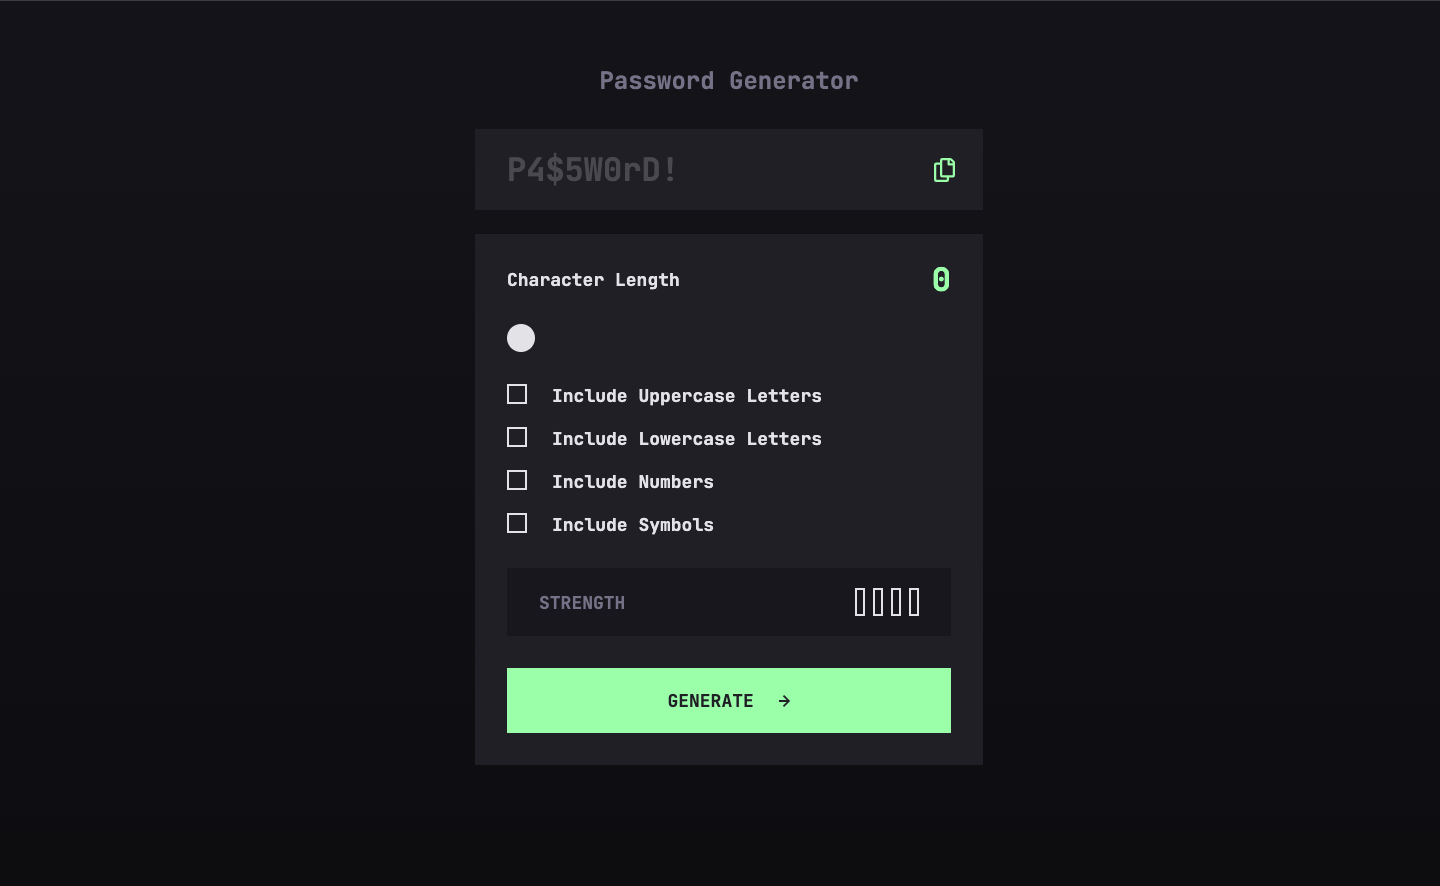 Password Generator
P4$5W0rD!
Character Length
0
Include Uppercase Letters
Include Lowercase Letters
Include Numbers
Include Symbols
STRENGTH
GENERATE →